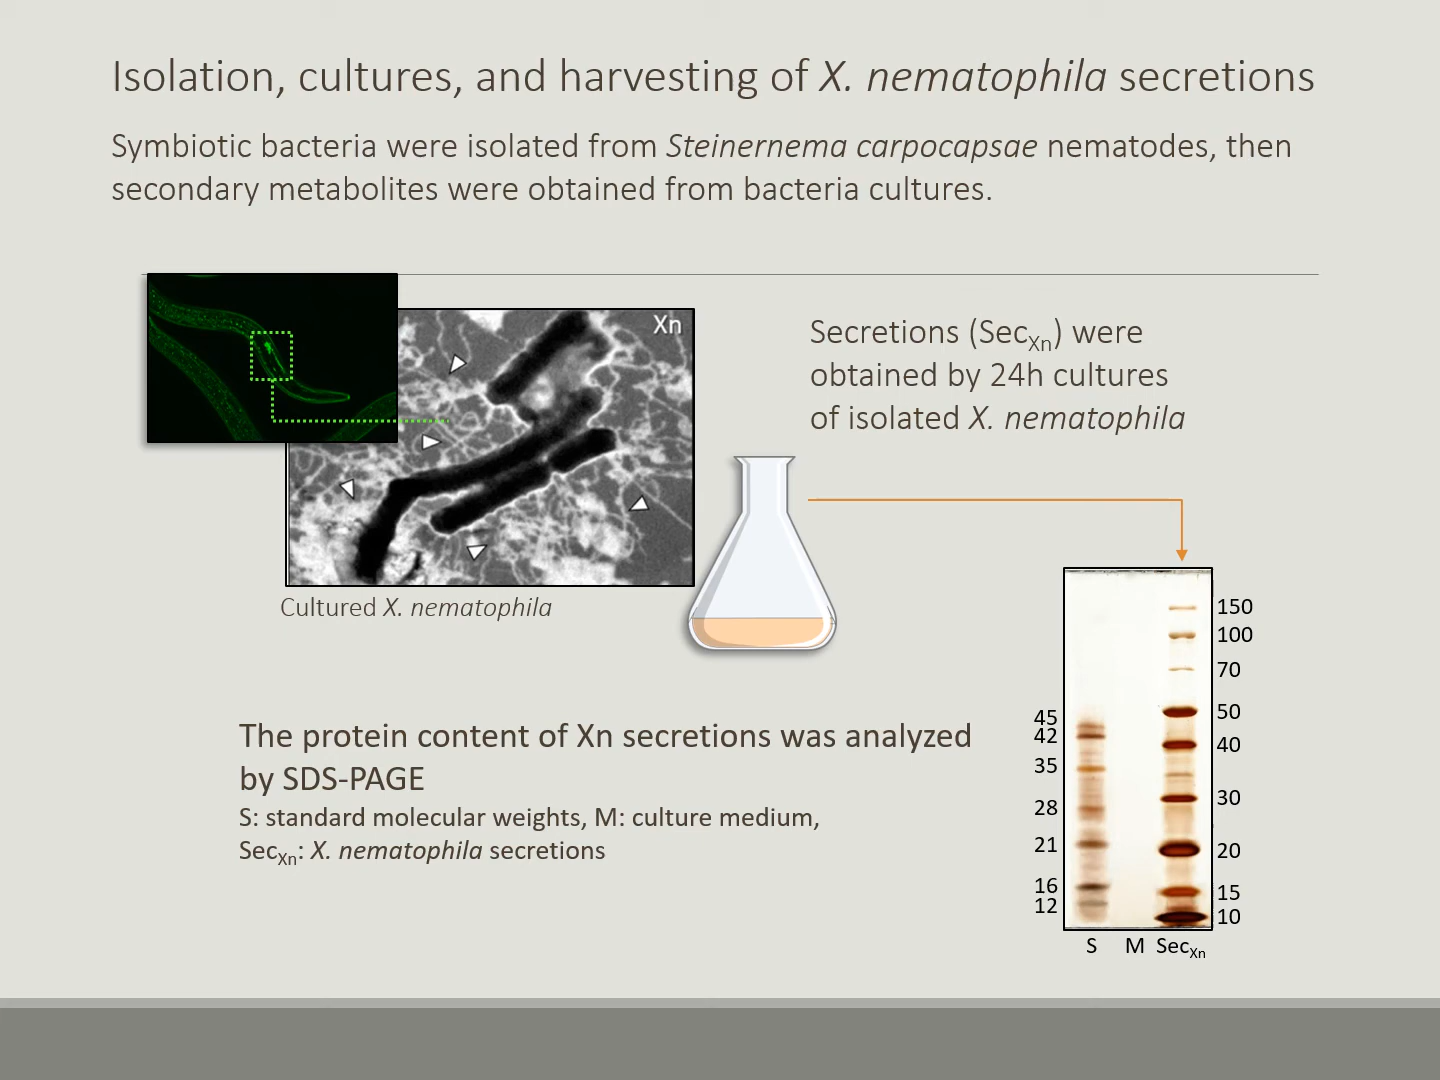 Isolation, cultures, and harvesting of X. nematophila secretions
Symbiotic bacteria were isolated from Steinernema carpocapsae nematodes, then
secondary metabolites were obtained from bacteria cultures.
Xn
Secretions (SecXn) were
obtained by 24h cultures
of isolated X. nematophila
Cultured X. nematophila
The protein content of Xn secretions was analyzed
by SDS-PAGE
S: standard molecular weights, M: culture medium,
SecXn: X. nematophila secretions
45
42
35
28
21
16
12
150
100
70
50
40
30
20
15
10
S M SecXn